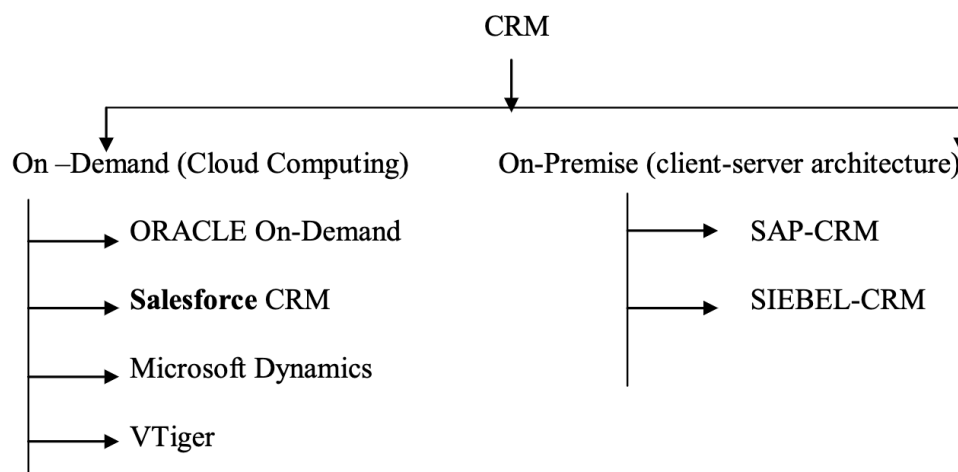 CRM
On –Demand (Cloud Computing)
On-Premise (client-server architecture)
ORACLE On-Demand
Salesforce CRM
Microsoft Dynamics
VTiger
SAP-CRM
SIEBEL-CRM